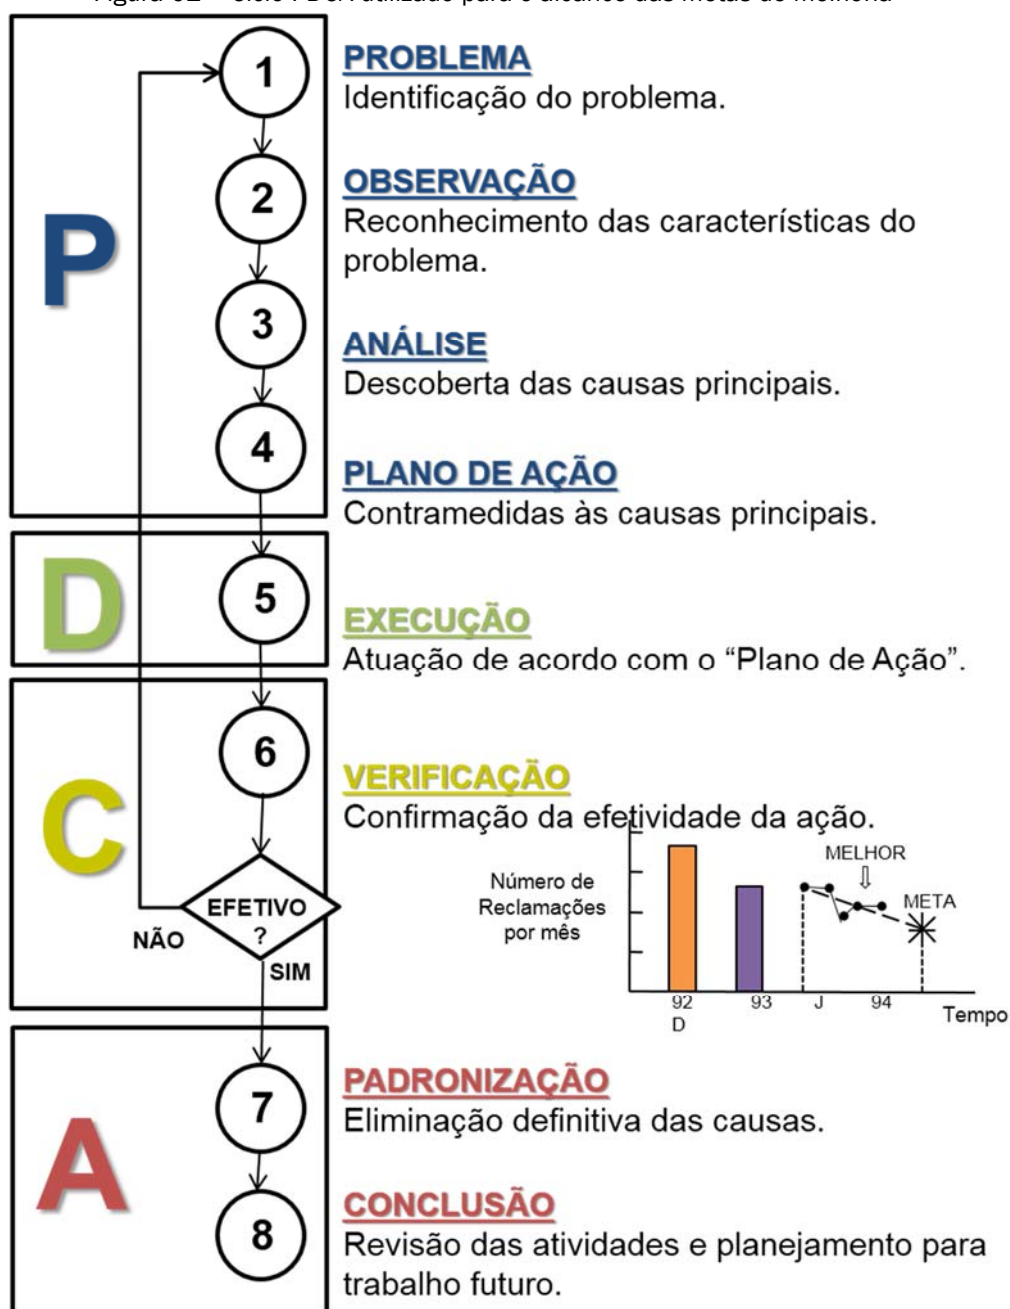 1
PROBLEMA
Identificação do problema.
2
OBSERVAÇÃO
Reconhecimento das características do
problema.
P
3
ANÁLISE
Descoberta das causas principais.
4
PLANO DE AÇÃO
Contramedidas às causas principais.
D
5
EXECUÇÃO
Atuação de acordo com o “Plano de Ação”.
6
C
VERIFICAÇÃO
Confirmação da efetividade da ação.
EFETIVO
?
NÃO
SIM
Número de
Reclamações
por mês
MELHOR
META
92
D
93
J
94
Tempo
7
PADRONIZAÇÃO
Eliminação definitiva das causas.
A
8
CONCLUSÃO
Revisão das atividades e planejamento para
trabalho futuro.